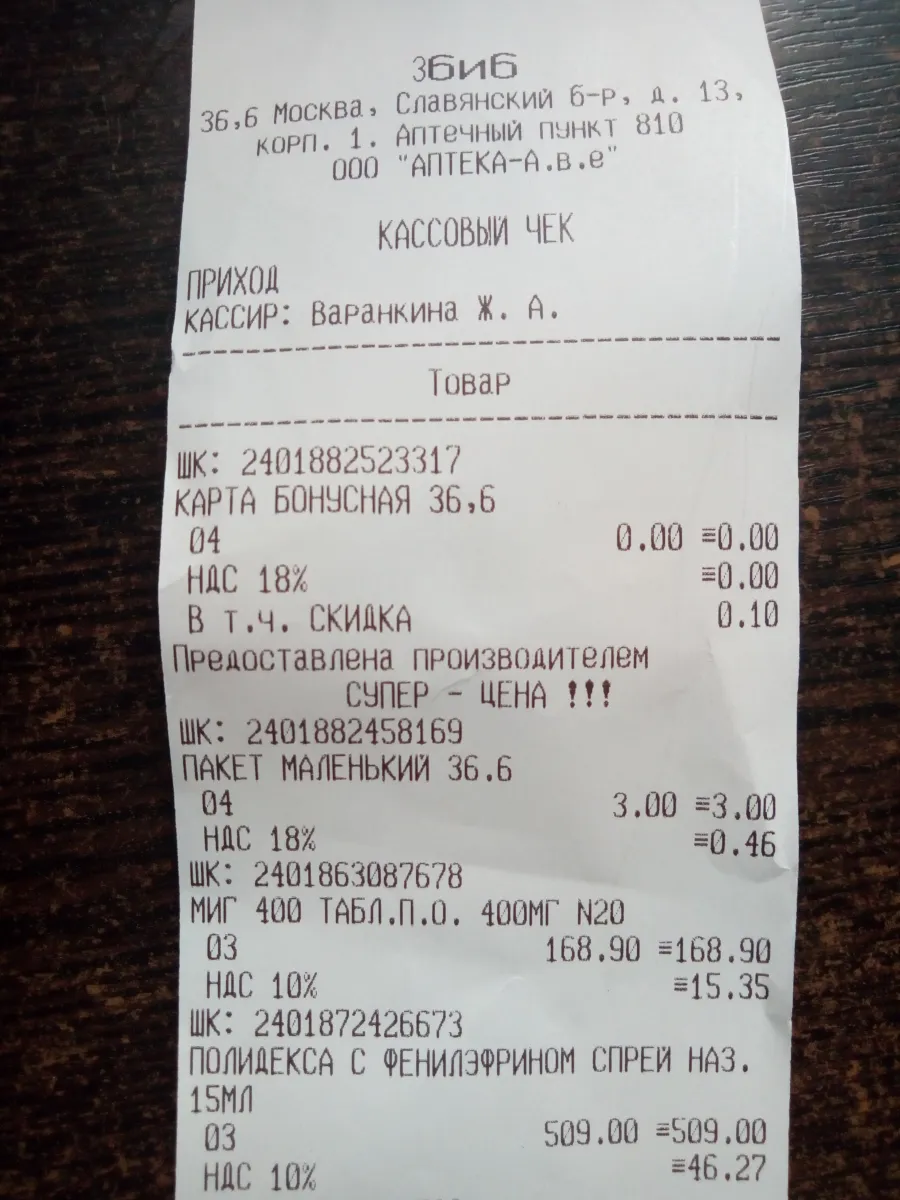 36и6
36,6 Москва, Славянский б-р, д. 13,
корп. 1. Аптечный пункт 810
ООО "АПТЕКА-А.в.е"
КАССОВЫЙ ЧЕК
ПРИХОД
КАССИР: Варанкина Ж. А.
Товар
ШК: 2401882523317
КАРТА БОНУСНАЯ 36,6
04 0.00 ≡0.00
НДС 18% ≡0.00
В т.ч. СКИДКА 0.10
Предоставлена производителем
СУПЕР - ЦЕНА !!!
ШК: 2401882458169
ПАКЕТ МАЛЕНЬКИЙ 36.6
04 3.00 ≡3.00
НДС 18% ≡0.46
ШК: 2401863087678
МИГ 400 ТАБЛ.П.О. 400МГ N20
03 168.90 ≡168.90
НДС 10% ≡15.35
ШК: 2401872426673
ПОЛИДЕКСА С ФЕНИЛЭФРИНОМ СПРЕЙ НАЗ.
15МЛ
03 509.00 ≡509.00
НДС 10% ≡46.27